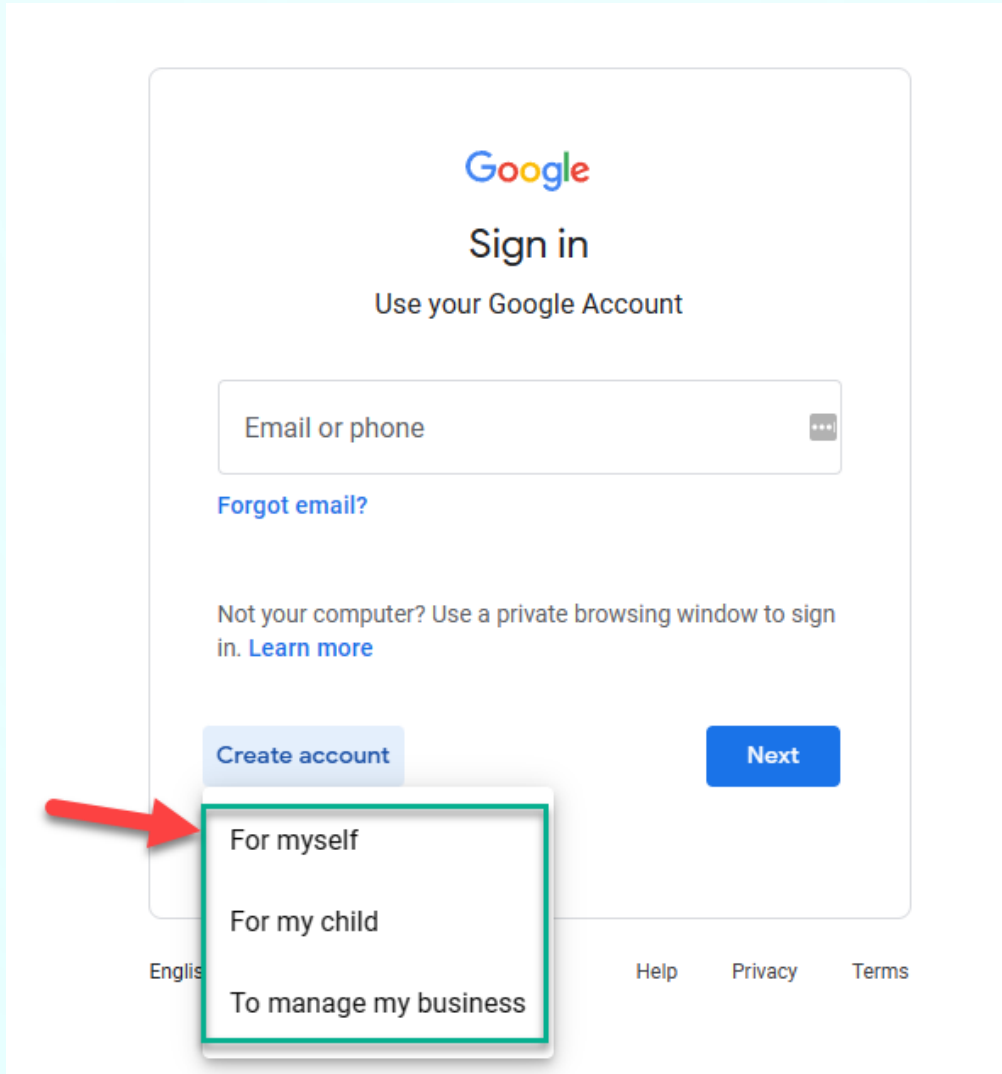 Google
Sign in
Use your Google Account
Email or phone
Forgot email?
Not your computer? Use a private browsing window to sign
in. Learn more
Create account
Next
For myself
For my child
To manage my business
Help
Privacy
Terms